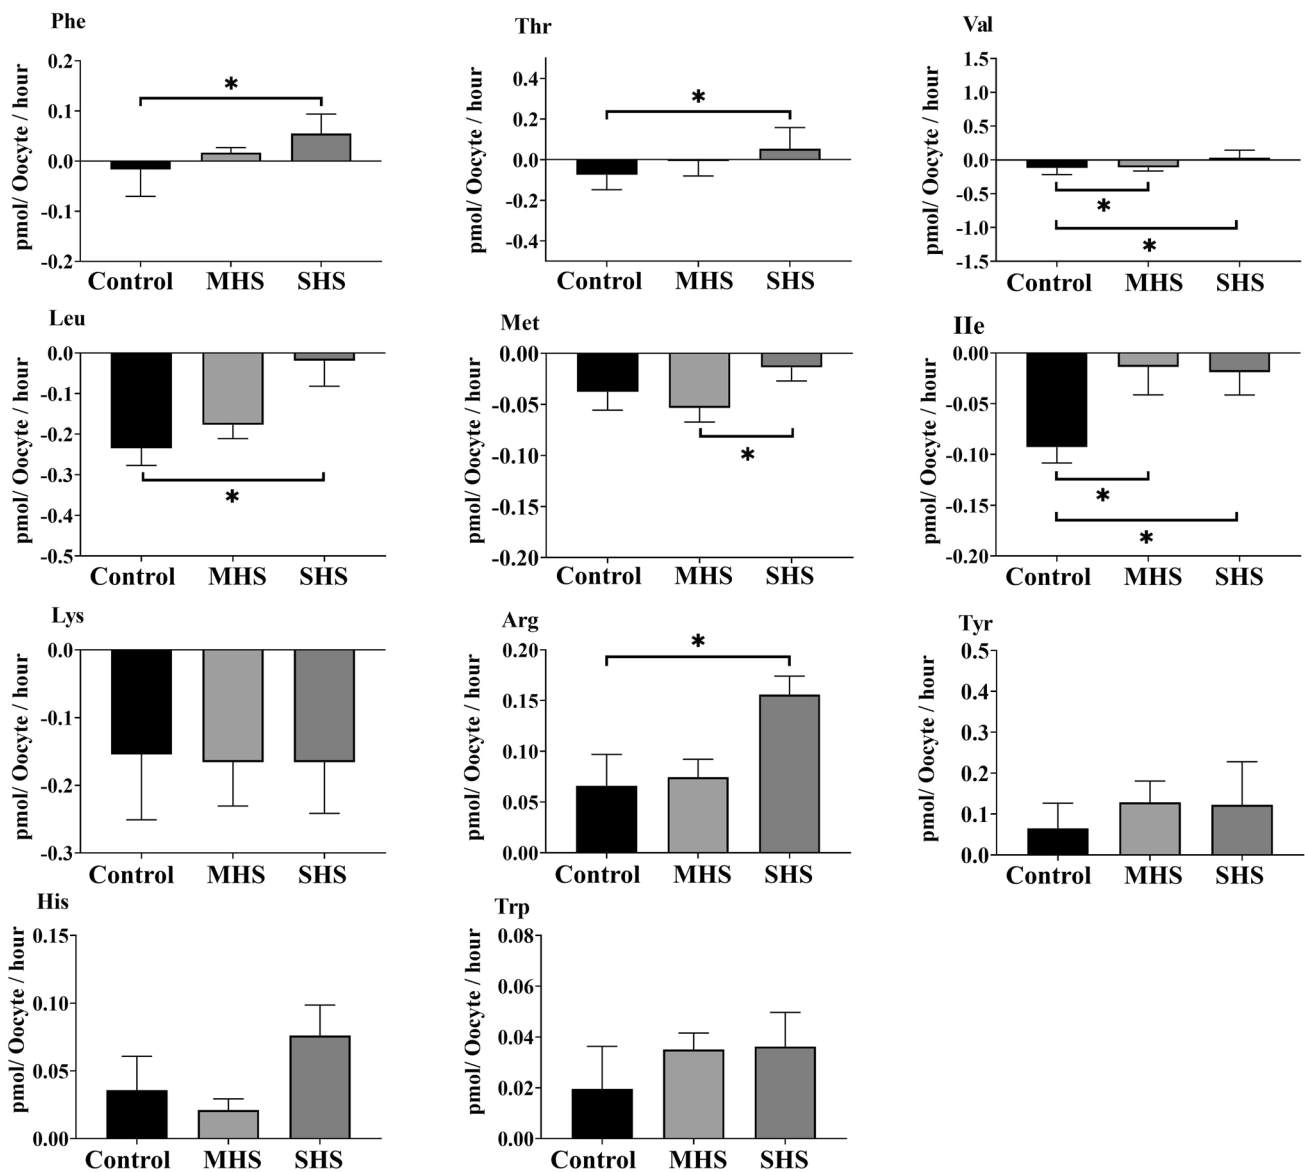 Phe
pmol/ Oocyte / hour
0.2
0.1
0.0
-0.1
-0.2
*
Control MHS SHS
Thr
pmol/ Oocyte / hour
0.4
0.2
0.0
-0.2
-0.4
*
Control MHS SHS
Val
pmol/ Oocyte / hour
1.5
1.0
0.5
0.0
-0.5
-1.0
-1.5
*
*
Control MHS SHS
Leu
pmol/ Oocyte / hour
0.0
-0.1
-0.2
-0.3
-0.4
-0.5
*
Control MHS SHS
Met
pmol/ Oocyte / hour
0.00
-0.05
-0.10
-0.15
-0.20
*
Control MHS SHS
IIe
pmol/ Oocyte / hour
0.00
-0.05
-0.10
-0.15
-0.20
*
*
Control MHS SHS
Lys
pmol/ Oocyte / hour
0.0
-0.1
-0.2
-0.3
Control MHS SHS
Arg
pmol/ Oocyte / hour
0.20
0.15
0.10
0.05
0.00
*
Control MHS SHS
Tyr
pmol/ Oocyte / hour
0.5
0.4
0.3
0.2
0.1
0.0
Control MHS SHS
His
pmol/ Oocyte / hour
0.15
0.10
0.05
0.00
Control MHS SHS
Trp
pmol/ Oocyte / hour
0.08
0.06
0.04
0.02
0.00
Control MHS SHS